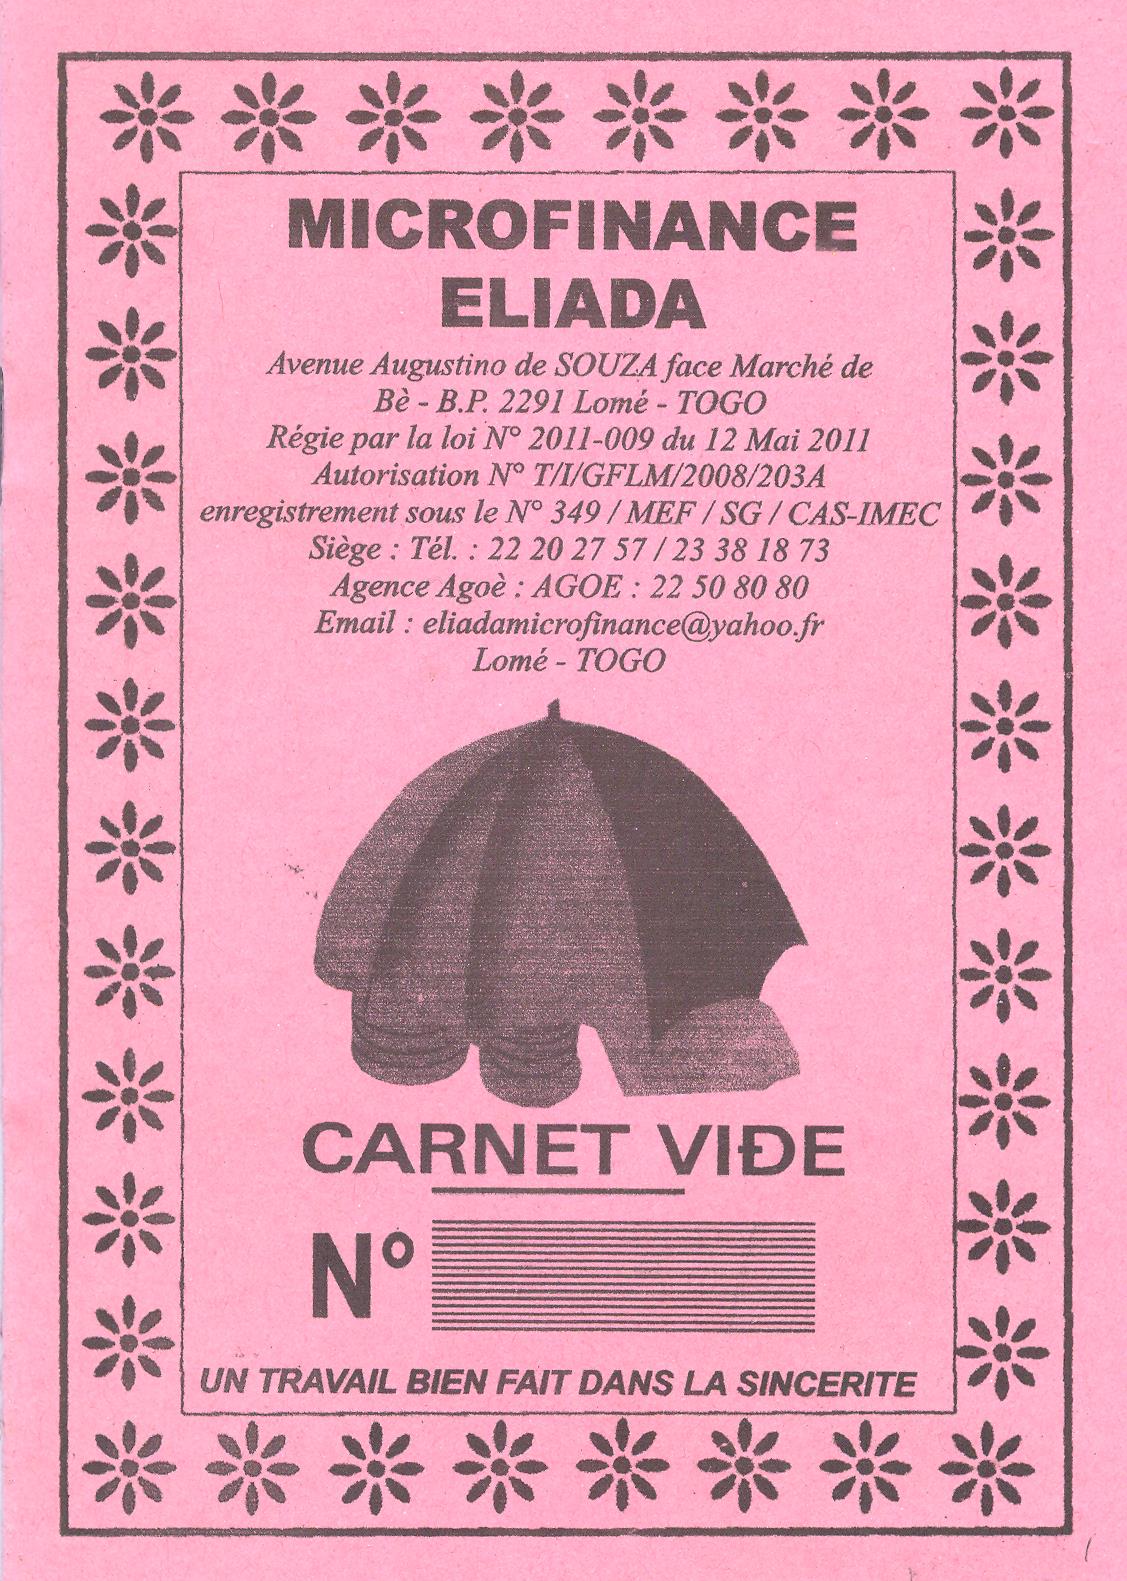 MICROFINANCE
ELIADA
Avenue Augustino de SOUZA face Marché de
Bè - B.P. 2291 Lomé - TOGO
Régie par la loi N° 2011-009 du 12 Mai 2011
Autorisation N° T/I/GFLM/2008/203A
enregistrement sous le N° 349 / MEF / SG / CAS-IMEC
Siège : Tél. : 22 20 27 57 / 23 38 18 73
Agence Agoè : AGOE : 22 50 80 80
Email : eliadamicrofinance@yahoo.fr
Lomé - TOGO
CARNET VIĐE
N°
UN TRAVAIL BIEN FAIT DANS LA SINCERITE